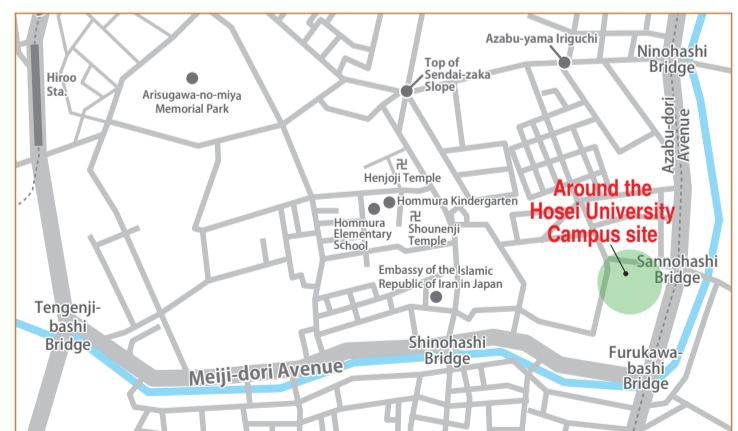 Azabu-yama Iriguchi
Ninohashi
Bridge
Top of
Sendai-zaka
Slope
Hiroo
Sta.
Arisugawa-no-miya
Memorial Park
Azabu-dori
Avenue
卍
Henjoji Temple
Hommura Kindergarten
Hommura
Elementary
School
卍
Shounenji
Temple
Around the
Hosei University
Campus site
Sannohashi
Bridge
Embassy of the Islamic
Republic of Iran in Japan
Tengenji-
bashi
Bridge
Shinohashi
Bridge
Meiji-dori Avenue
Furukawa-
bashi
Bridge